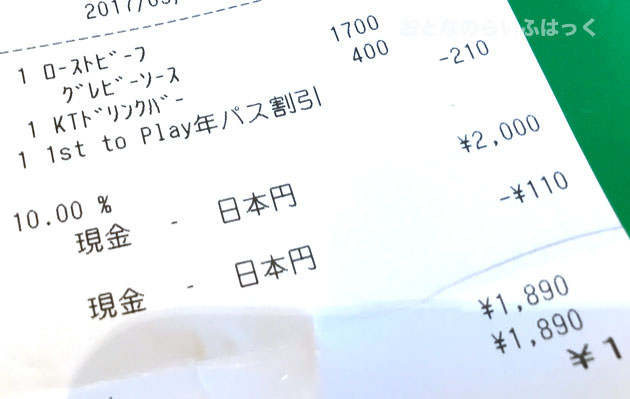 おとなのらいふはっく
2017/03/
1 ローストビーフ 1700
グレビーソース
1 KTドリンクバー 400
1 1st to Play年パス割引 -210
10.00 %
現金 - 日本円 ¥2,000
-¥110
現金 - 日本円
¥1,890
¥1,890
¥1